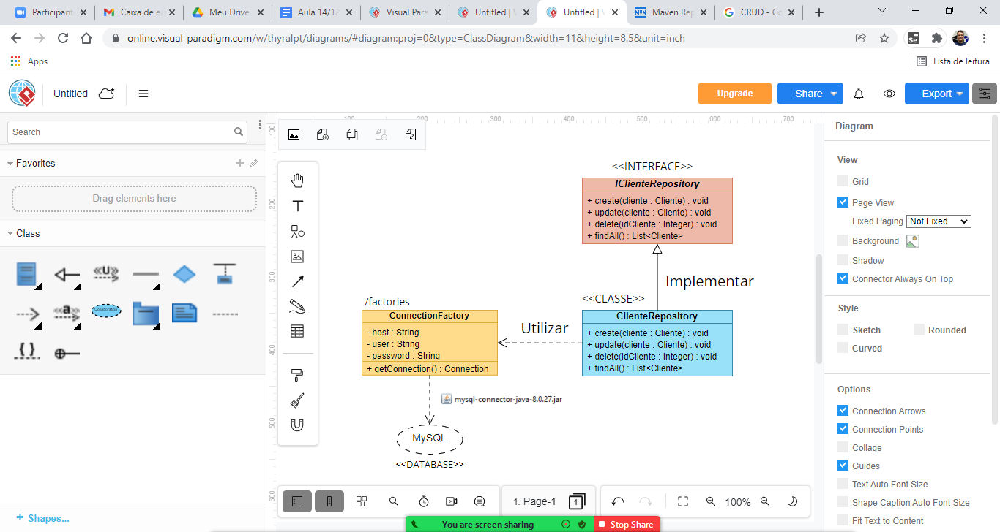 Participant
Caixa de e
Meu Drive
Aula 14/12
Visual Para
Untitled | V
Untitled | V
Maven Rep
CRUD - Go
online.visual-paradigm.com/w/thyralpt/diagrams/#diagram:proj=0&type=ClassDiagram&width=11&height=8.5&unit=inch
Se
Apps
Lista de leitura
Untitled
Upgrade
Share
Export
Search
Favorites
Drag elements here
Class
<<U>>
<<a>>
Collaboration
{ }
+ Shapes...
100 200 300 400 500 600 700
100
200
300
400
500
600
T
<<INTERFACE>>
IClienteRepository
+ create(cliente : Cliente) : void
+ update(cliente : Cliente) : void
+ delete(idCliente : Integer) : void
+ findAll() : List<Cliente>
Implementar
<<CLASSE>>
ClienteRepository
+ create(cliente : Cliente) : void
+ update(cliente : Cliente) : void
+ delete(idCliente : Integer) : void
+ findAll() : List<Cliente>
Utilizar
/factories
ConnectionFactory
- host : String
- user : String
- password : String
+ getConnection() : Connection
mysql-connector-java-8.0.27.jar
MySQL
<<DATABASE>>
1. Page-1
1
100%
You are screen sharing
Stop Share
Diagram
View
Grid
Page View
Fixed Paging Not Fixed
Background
Shadow
Connector Always On Top
Style
Sketch
Rounded
Curved
Options
Connection Arrows
Connection Points
Collage
Guides
Text Auto Font Size
Shape Caption Auto Font Size
Fit Text to Content